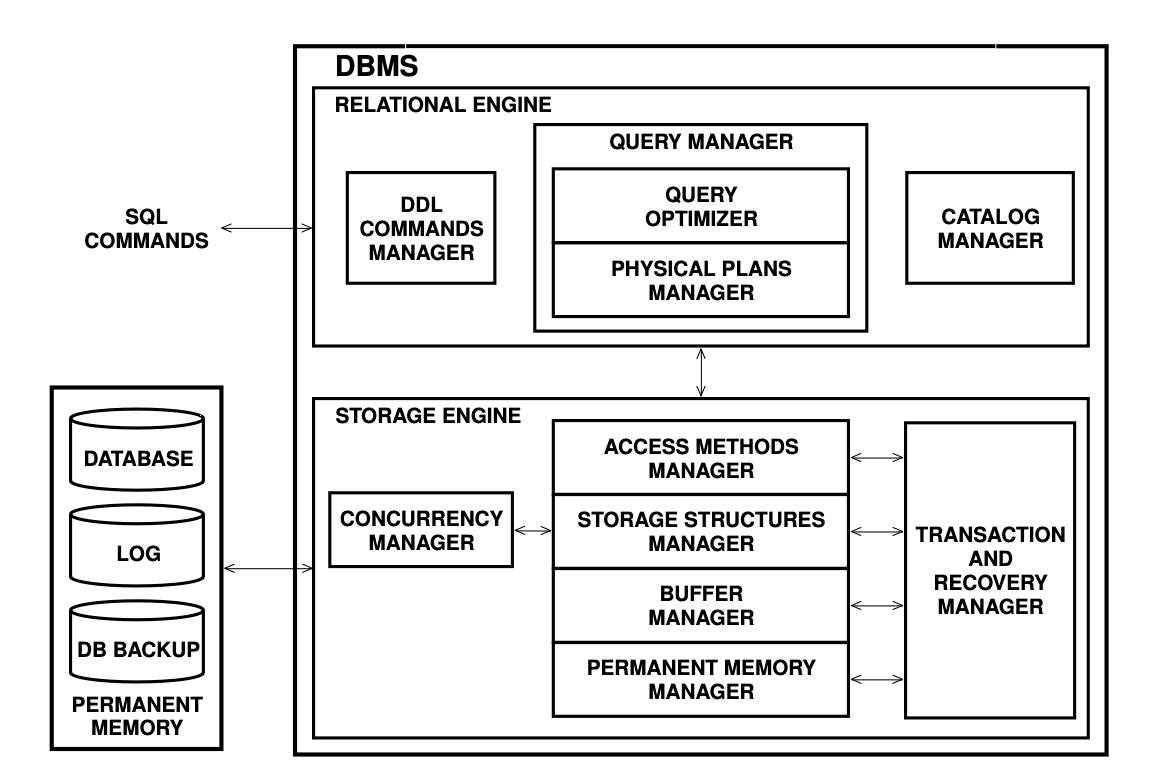 DBMS
RELATIONAL ENGINE
QUERY MANAGER
QUERY
OPTIMIZER
PHYSICAL PLANS
MANAGER
DDL
COMMANDS
MANAGER
CATALOG
MANAGER
SQL
COMMANDS
STORAGE ENGINE
ACCESS METHODS
MANAGER
STORAGE STRUCTURES
MANAGER
BUFFER
MANAGER
PERMANENT MEMORY
MANAGER
CONCURRENCY
MANAGER
TRANSACTION
AND
RECOVERY
MANAGER
DATABASE
LOG
DB BACKUP
PERMANENT
MEMORY